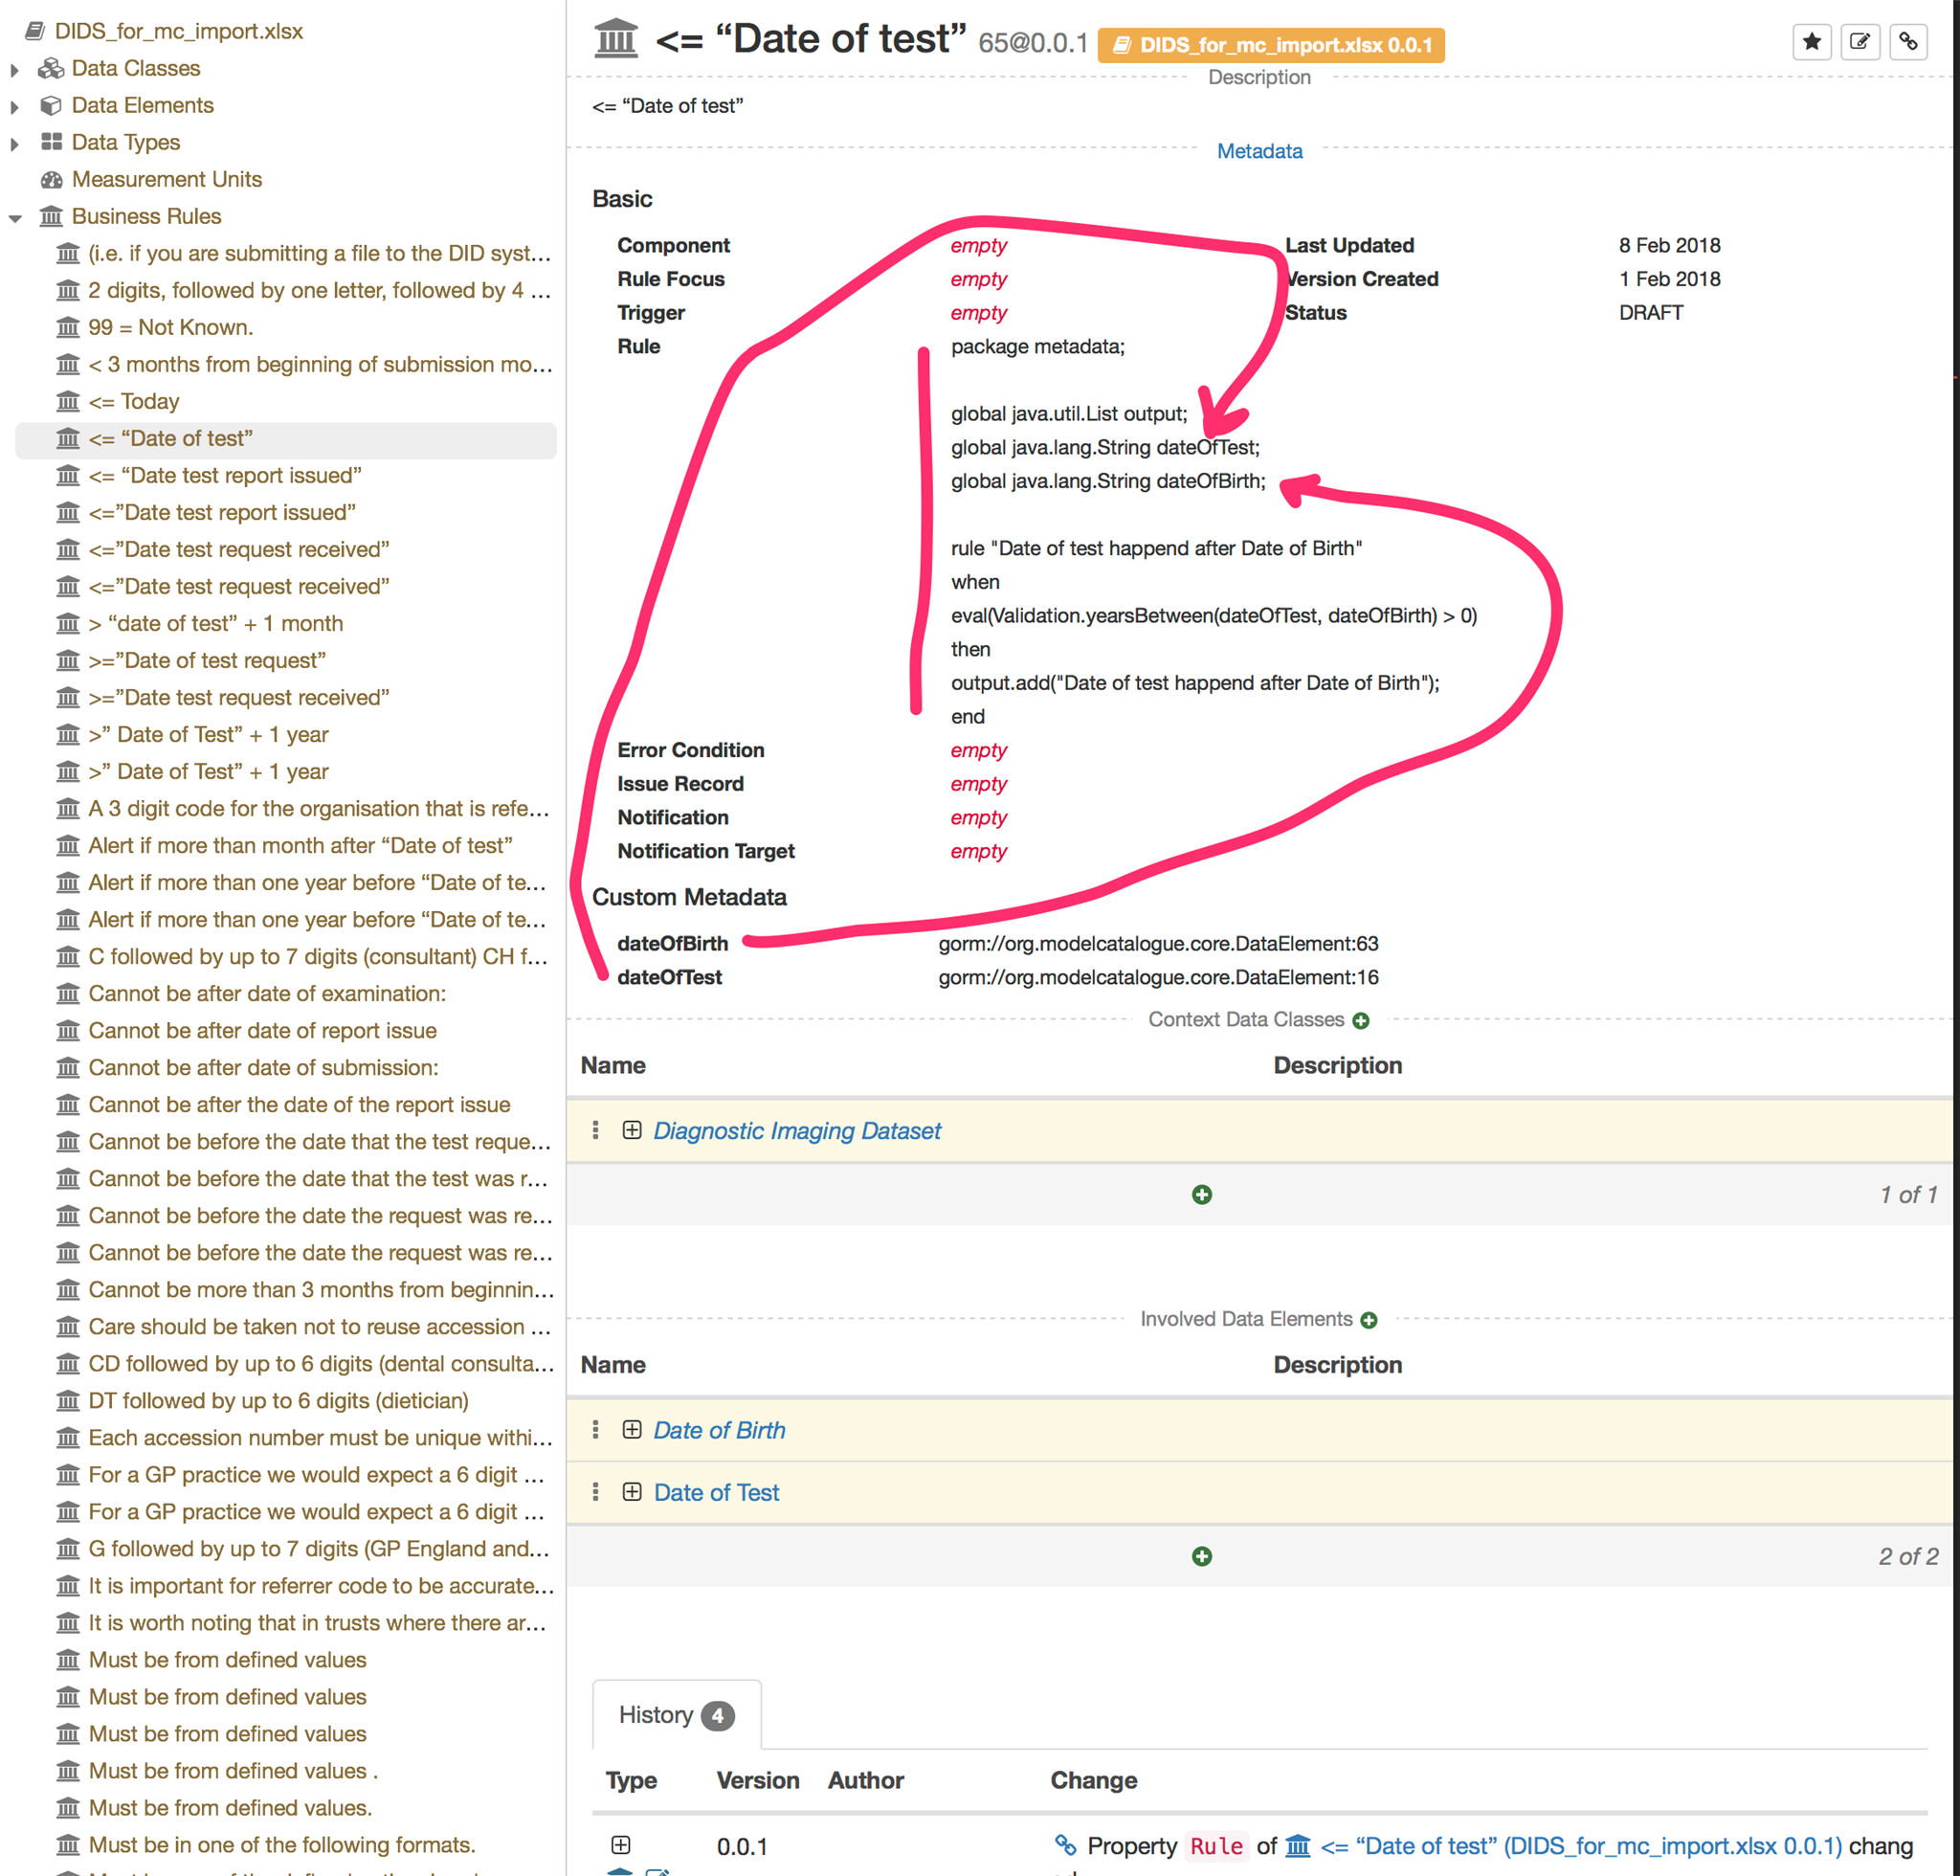 DIDS_for_mc_import.xlsx
Data Classes
Data Elements
Data Types
Measurement Units
Business Rules
(i.e. if you are submitting a file to the DID syst...
2 digits, followed by one letter, followed by 4 ...
99 = Not Known.
< 3 months from beginning of submission mo...
<= Today
<= “Date of test”
<= “Date test report issued”
<=”Date test report issued”
<=”Date test request received”
<=”Date test request received”
> “date of test” + 1 month
>=”Date of test request”
>=”Date test request received”
>” Date of Test” + 1 year
>” Date of Test” + 1 year
A 3 digit code for the organisation that is refe...
Alert if more than month after “Date of test”
Alert if more than one year before “Date of te...
Alert if more than one year before “Date of te...
C followed by up to 7 digits (consultant) CH f...
Cannot be after date of examination:
Cannot be after date of report issue
Cannot be after date of submission:
Cannot be after the date of the report issue
Cannot be before the date that the test reque...
Cannot be before the date that the test was r...
Cannot be before the date the request was re...
Cannot be before the date the request was re...
Cannot be more than 3 months from beginnin...
Care should be taken not to reuse accession ...
CD followed by up to 6 digits (dental consulta...
DT followed by up to 6 digits (dietician)
Each accession number must be unique withi...
For a GP practice we would expect a 6 digit ...
For a GP practice we would expect a 6 digit ...
G followed by up to 7 digits (GP England and...
It is important for referrer code to be accurate...
It is worth noting that in trusts where there ar...
Must be from defined values
Must be from defined values
Must be from defined values
Must be from defined values .
Must be from defined values.
Must be in one of the following formats.
<= “Date of test” 65@0.0.1 DIDS_for_mc_import.xlsx 0.0.1
Description
<= “Date of test”
Metadata
Basic
Component empty Last Updated 8 Feb 2018
Rule Focus empty Version Created 1 Feb 2018
Trigger empty Status DRAFT
Rule package metadata;
global java.util.List output;
global java.lang.String dateOfTest;
global java.lang.String dateOfBirth;
rule "Date of test happend after Date of Birth"
when
eval(Validation.yearsBetween(dateOfTest, dateOfBirth) > 0)
then
output.add("Date of test happend after Date of Birth");
end
Error Condition empty
Issue Record empty
Notification empty
Notification Target empty
Custom Metadata
dateOfBirth gorm://org.modelcatalogue.core.DataElement:63
dateOfTest gorm://org.modelcatalogue.core.DataElement:16
Context Data Classes
Name Description
Diagnostic Imaging Dataset
1 of 1
Involved Data Elements
Name Description
Date of Birth
Date of Test
2 of 2
History 4
Type Version Author Change
0.0.1 Property Rule of <= “Date of test” (DIDS_for_mc_import.xlsx 0.0.1) chang